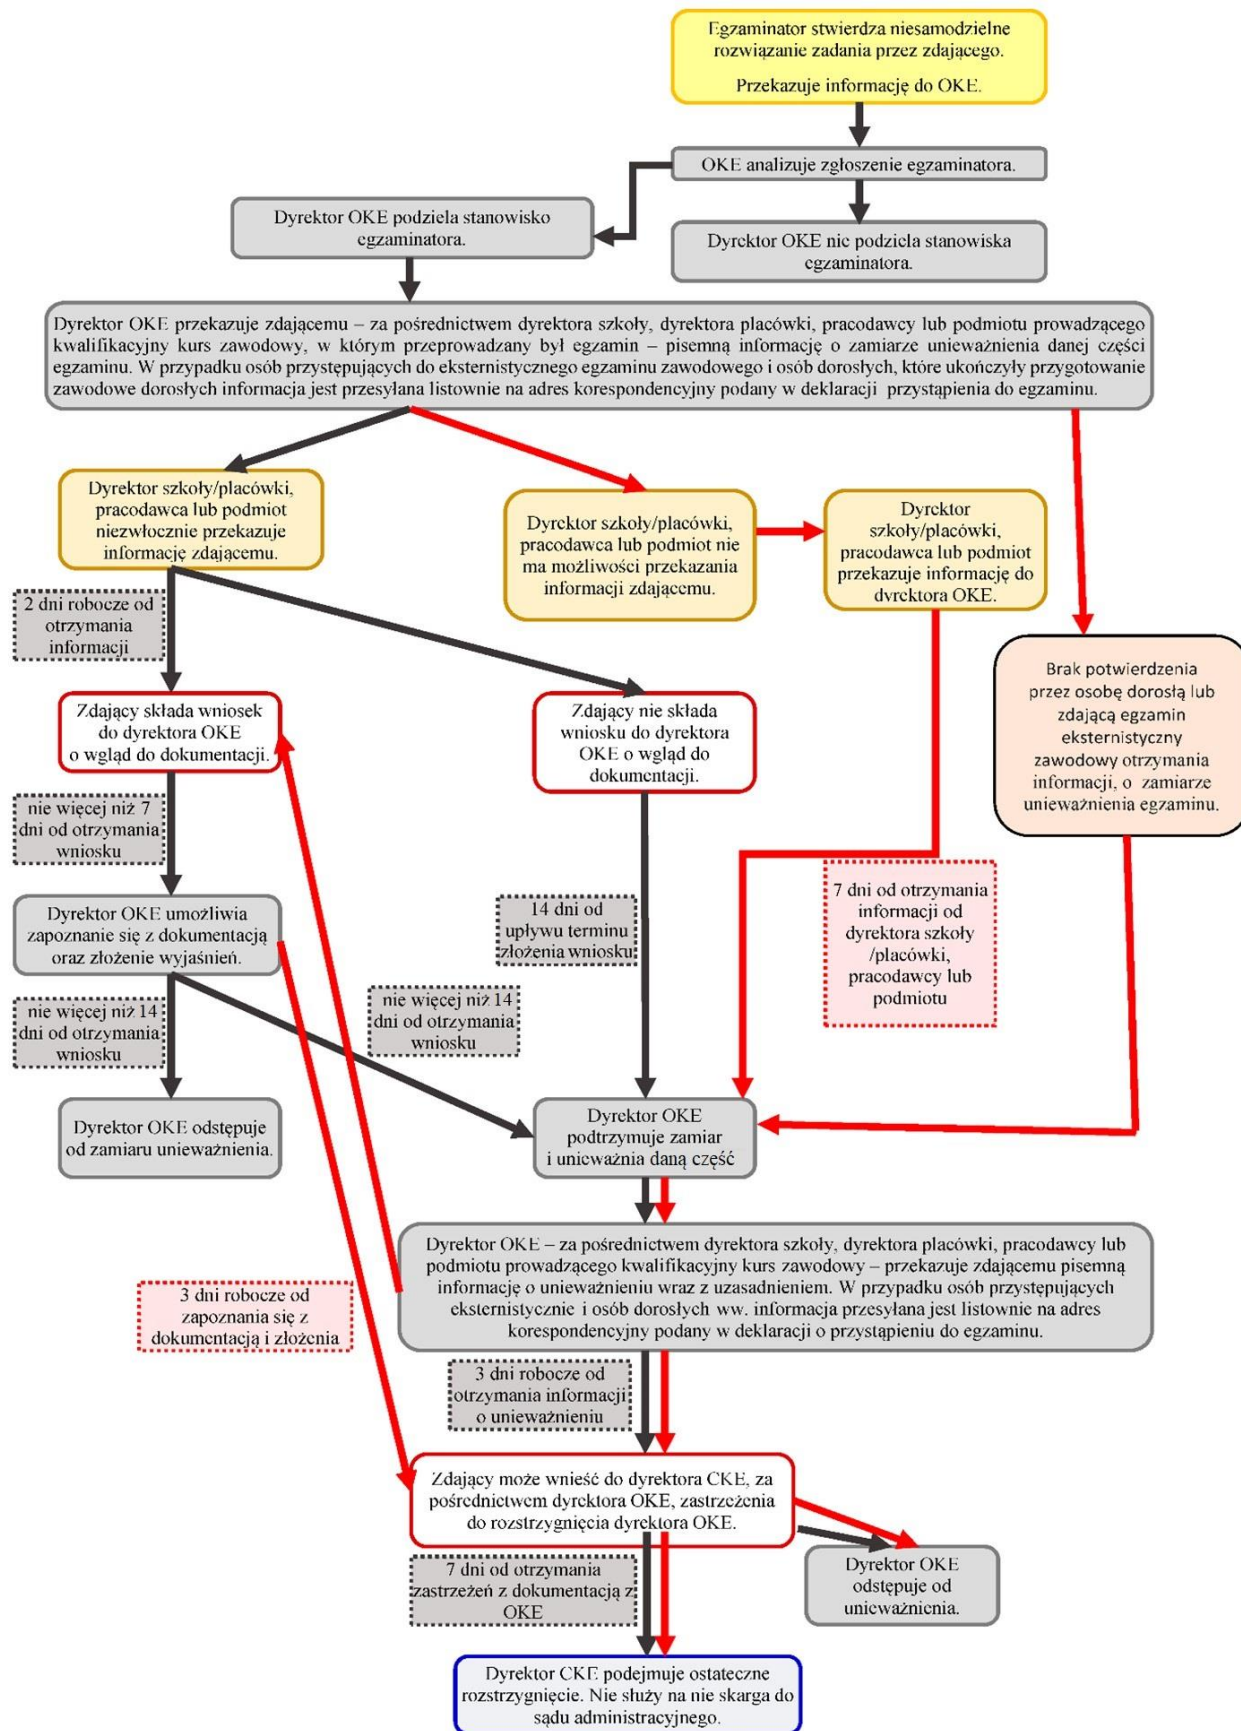 Egzaminator stwierdza niesamodzielne
rozwiązanie zadania przez zdającego.
Przekazuje informację do OKE.
OKE analizuje zgłoszenie egzaminatora.
Dyrektor OKE podziela stanowisko
egzaminatora.
Dyrektor OKE nie podziela stanowiska
egzaminatora.
Dyrektor OKE przekazuje zdającemu – za pośrednictwem dyrektora szkoły, dyrektora placówki, pracodawcy lub podmiotu prowadzącego
kwalifikacyjny kurs zawodowy, w którym przeprowadzany był egzamin – pisemną informację o zamiarze unieważnienia danej części
egzaminu. W przypadku osób przystępujących do eksternistycznego egzaminu zawodowego i osób dorosłych, które ukończyły przygotowanie
zawodowe dorosłych informacja jest przesyłana listownie na adres korespondencyjny podany w deklaracji przystąpienia do egzaminu.
Dyrektor szkoły/placówki,
pracodawca lub podmiot
niezwłocznie przekazuje
informację zdającemu.
Dyrektor szkoły/placówki,
pracodawca lub podmiot nie
ma możliwości przekazania
informacji zdającemu.
Dyrektor
szkoły/placówki,
pracodawca lub podmiot
przekazuje informację do
dyrektora OKE.
2 dni robocze od
otrzymania
informacji
Brak potwierdzenia
przez osobę dorosłą lub
zdającą egzamin
eksternistyczny
zawodowy otrzymania
informacji, o zamiarze
unieważnienia egzaminu.
Zdający składa wniosek
do dyrektora OKE
o wgląd do dokumentacji.
Zdający nie składa
wniosku do dyrektora
OKE o wgląd do
dokumentacji.
nie więcej niż 7
dni od otrzymania
wniosku
7 dni od otrzymania
informacji od
dyrektora szkoły
/placówki,
pracodawcy lub
podmiotu
Dyrektor OKE umożliwia
zapoznanie się z dokumentacją
oraz złożenie wyjaśnień.
14 dni od
upływu terminu
złożenia wniosku
nie więcej niż 14
dni od otrzymania
wniosku
nie więcej niż 14
dni od otrzymania
wniosku
Dyrektor OKE odstępuje
od zamiaru unieważnienia.
Dyrektor OKE
podtrzymuje zamiar
i unieważnia daną część
Dyrektor OKE – za pośrednictwem dyrektora szkoły, dyrektora placówki, pracodawcy lub
podmiotu prowadzącego kwalifikacyjny kurs zawodowy – przekazuje zdającemu pisemną
informację o unieważnieniu wraz z uzasadnieniem. W przypadku osób przystępujących
eksternistycznie i osób dorosłych ww. informacja przesyłana jest listownie na adres
korespondencyjny podany w deklaracji o przystąpieniu do egzaminu.
3 dni robocze od
zapoznania się z
dokumentacją i złożenia
3 dni robocze od
otrzymania informacji
o unieważnieniu
Zdający może wnieść do dyrektora CKE, za
pośrednictwem dyrektora OKE, zastrzeżenia
do rozstrzygnięcia dyrektora OKE.
7 dni od otrzymania
zastrzeżeń z dokumentacją z
OKE
Dyrektor OKE
odstępuje od
unieważnienia.
Dyrektor CKE podejmuje ostateczne
rozstrzygnięcie. Nie służy na nie skarga do
sądu administracyjnego.